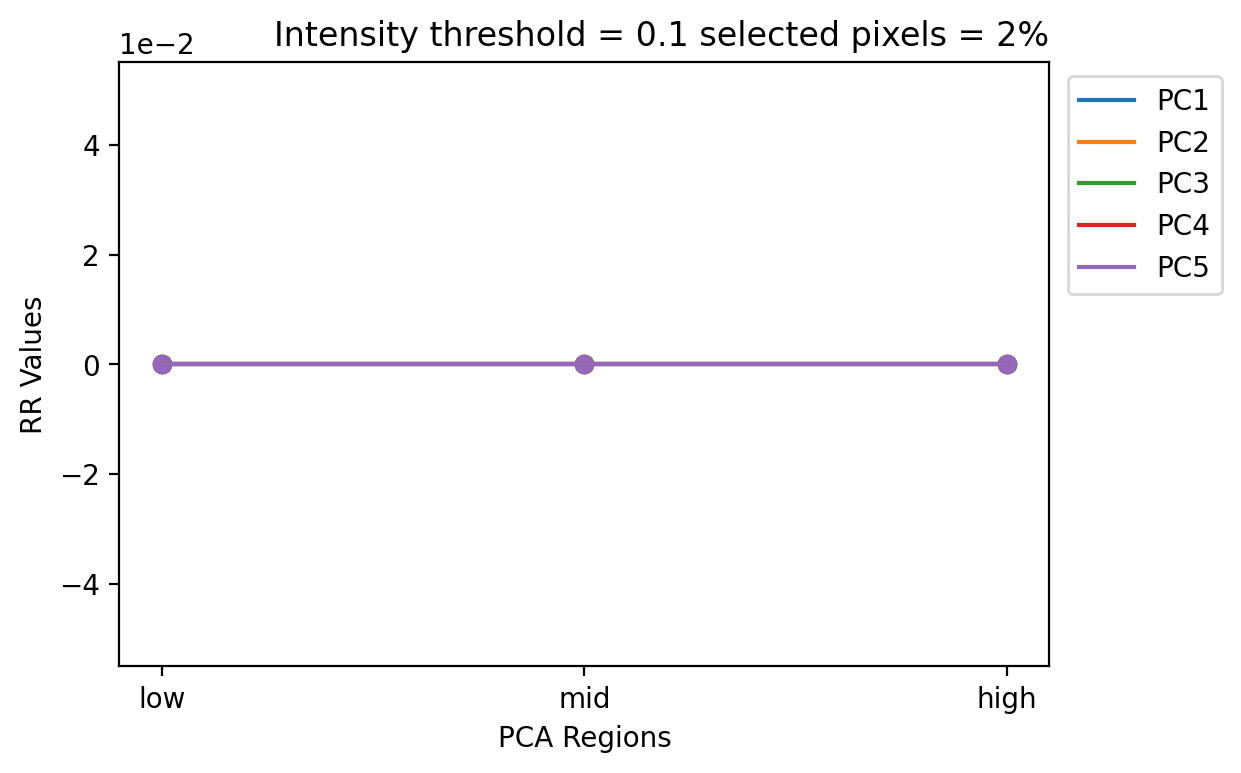 Intensity threshold = 0.1 selected pixels = 2%
1e−2
4
2
0
−2
−4
RR Values
low mid high
PCA Regions
PC1
PC2
PC3
PC4
PC5